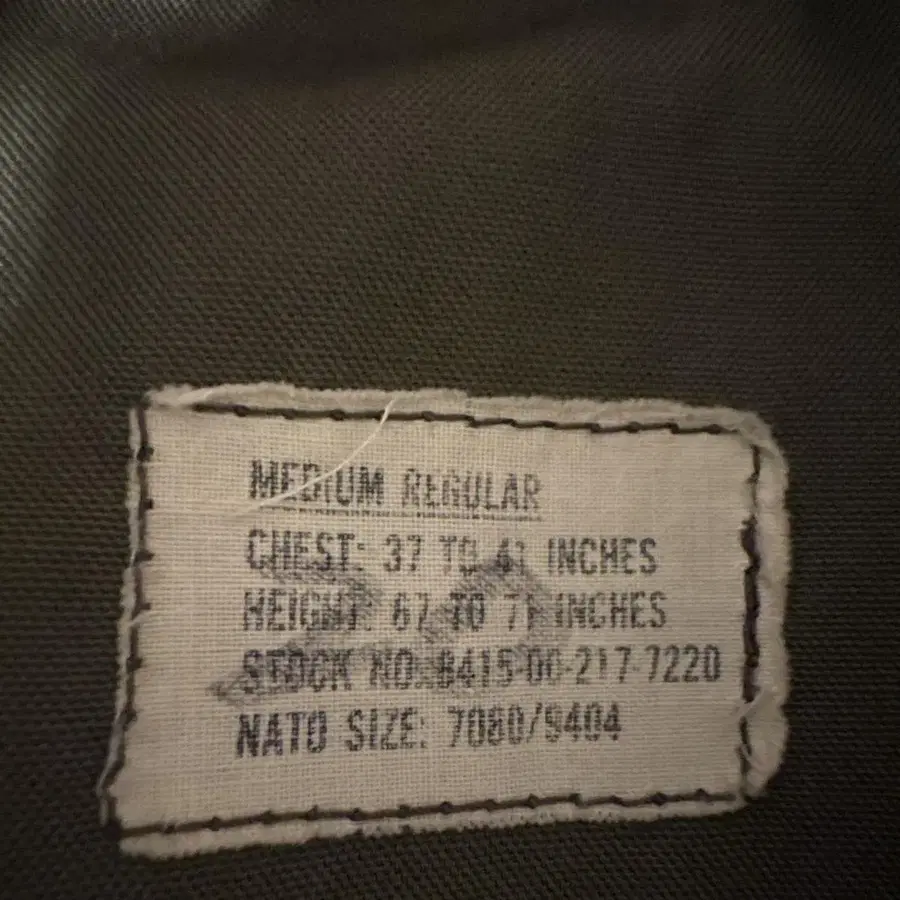 MEDIUM REGULAR
CHEST: 37 TO 41 INCHES
HEIGHT: 67 TO 71 INCHES
STOCK NO. 8415-00-217-7220
NATO SIZE: 7080/9404